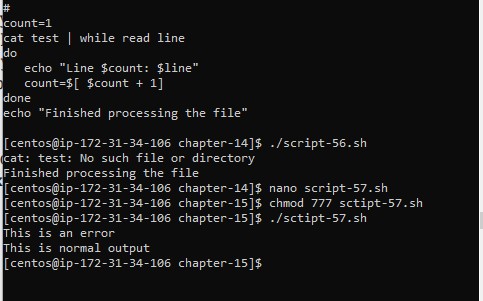 #
count=1
cat test | while read line
do
   echo "Line $count: $line"
   count=$[ $count + 1]
done
echo "Finished processing the file"

[centos@ip-172-31-34-106 chapter-14]$ ./script-56.sh
cat: test: No such file or directory
Finished processing the file
[centos@ip-172-31-34-106 chapter-14]$ nano script-57.sh
[centos@ip-172-31-34-106 chapter-15]$ chmod 777 sctipt-57.sh
[centos@ip-172-31-34-106 chapter-15]$ ./sctipt-57.sh
This is an error
This is normal output
[centos@ip-172-31-34-106 chapter-15]$